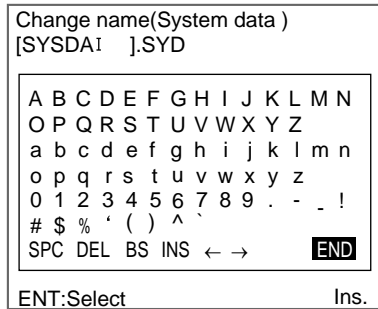 Change name(System data )
[SYSDAI  ].SYD
A B C D E F G H I J K L M N
O P Q R S T U V W X Y Z
a b c d e f g h i j k l m n
o p q r s t u v w x y z
0 1 2 3 4 5 6 7 8 9 . - _ !
# $ % ‘ ( ) ^ `
SPC DEL BS INS ← → END
ENT:Select Ins.